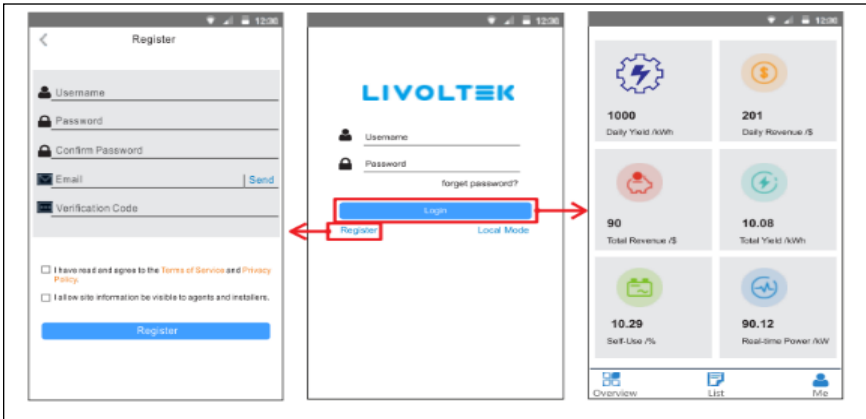 12:30
Register
Username
Password
Confirm Password
Email | Send
Verification Code
I have read and agree to the Terms of Service and Privacy
Policy.
I allow site information be visible to agents and installers.
Register
12:30
LIVOLTEK
Username
Password
forget password?
Login
Register Local Mode
12:30
1000 201
Daily Yield /kWh Daily Revenue /$
90 10.08
Total Revenue /$ Total Yield /kWh
10.29 90.12
Self-Use /% Real-time Power /kW
Overview List Me